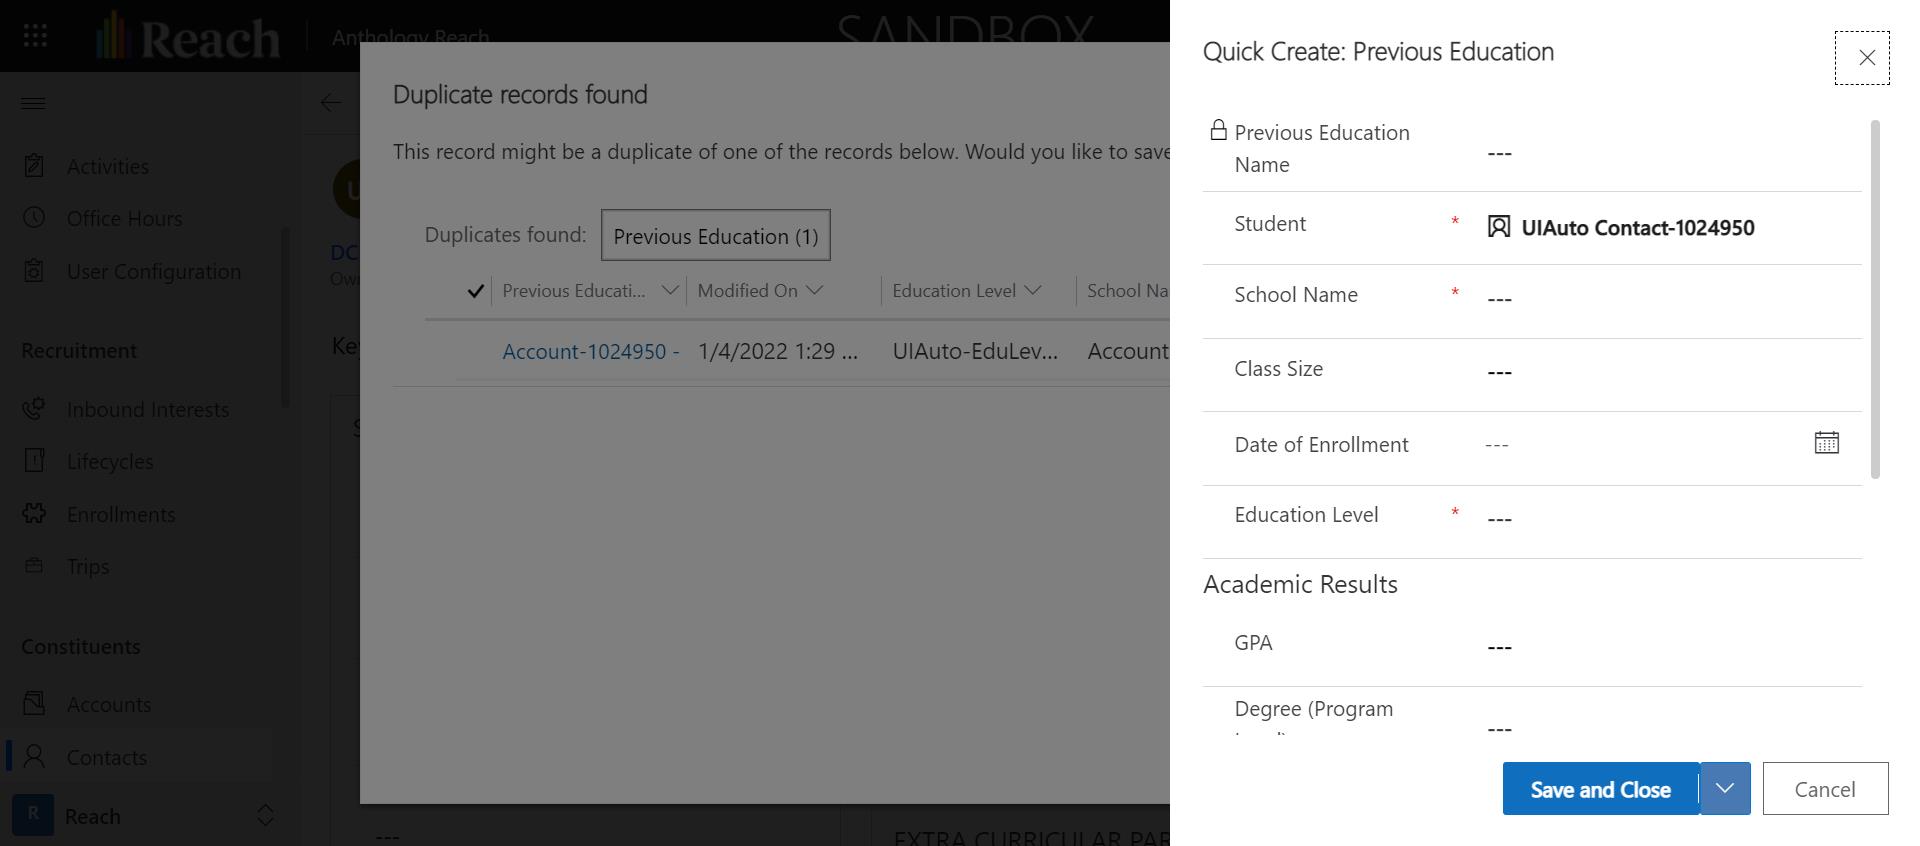 Reach
Anthology Reach
SANDBOX
Activities
Office Hours
User Configuration
Recruitment
Inbound Interests
Lifecycles
Enrollments
Trips
Constituents
Accounts
Contacts
R Reach
U
DC
Own
Key
S
---
EXTRA CURRICULAR PAR
Duplicate records found
This record might be a duplicate of one of the records below. Would you like to save
Duplicates found: Previous Education (1)
Previous Educati... Modified On Education Level School Na
Account-1024950 - 1/4/2022 1:29 ... UIAuto-EduLev... Account
Quick Create: Previous Education
Previous Education
Name
---
Student * UIAuto Contact-1024950
School Name * ---
Class Size ---
Date of Enrollment ---
Education Level * ---
Academic Results
GPA ---
Degree (Program
---
Save and Close Cancel